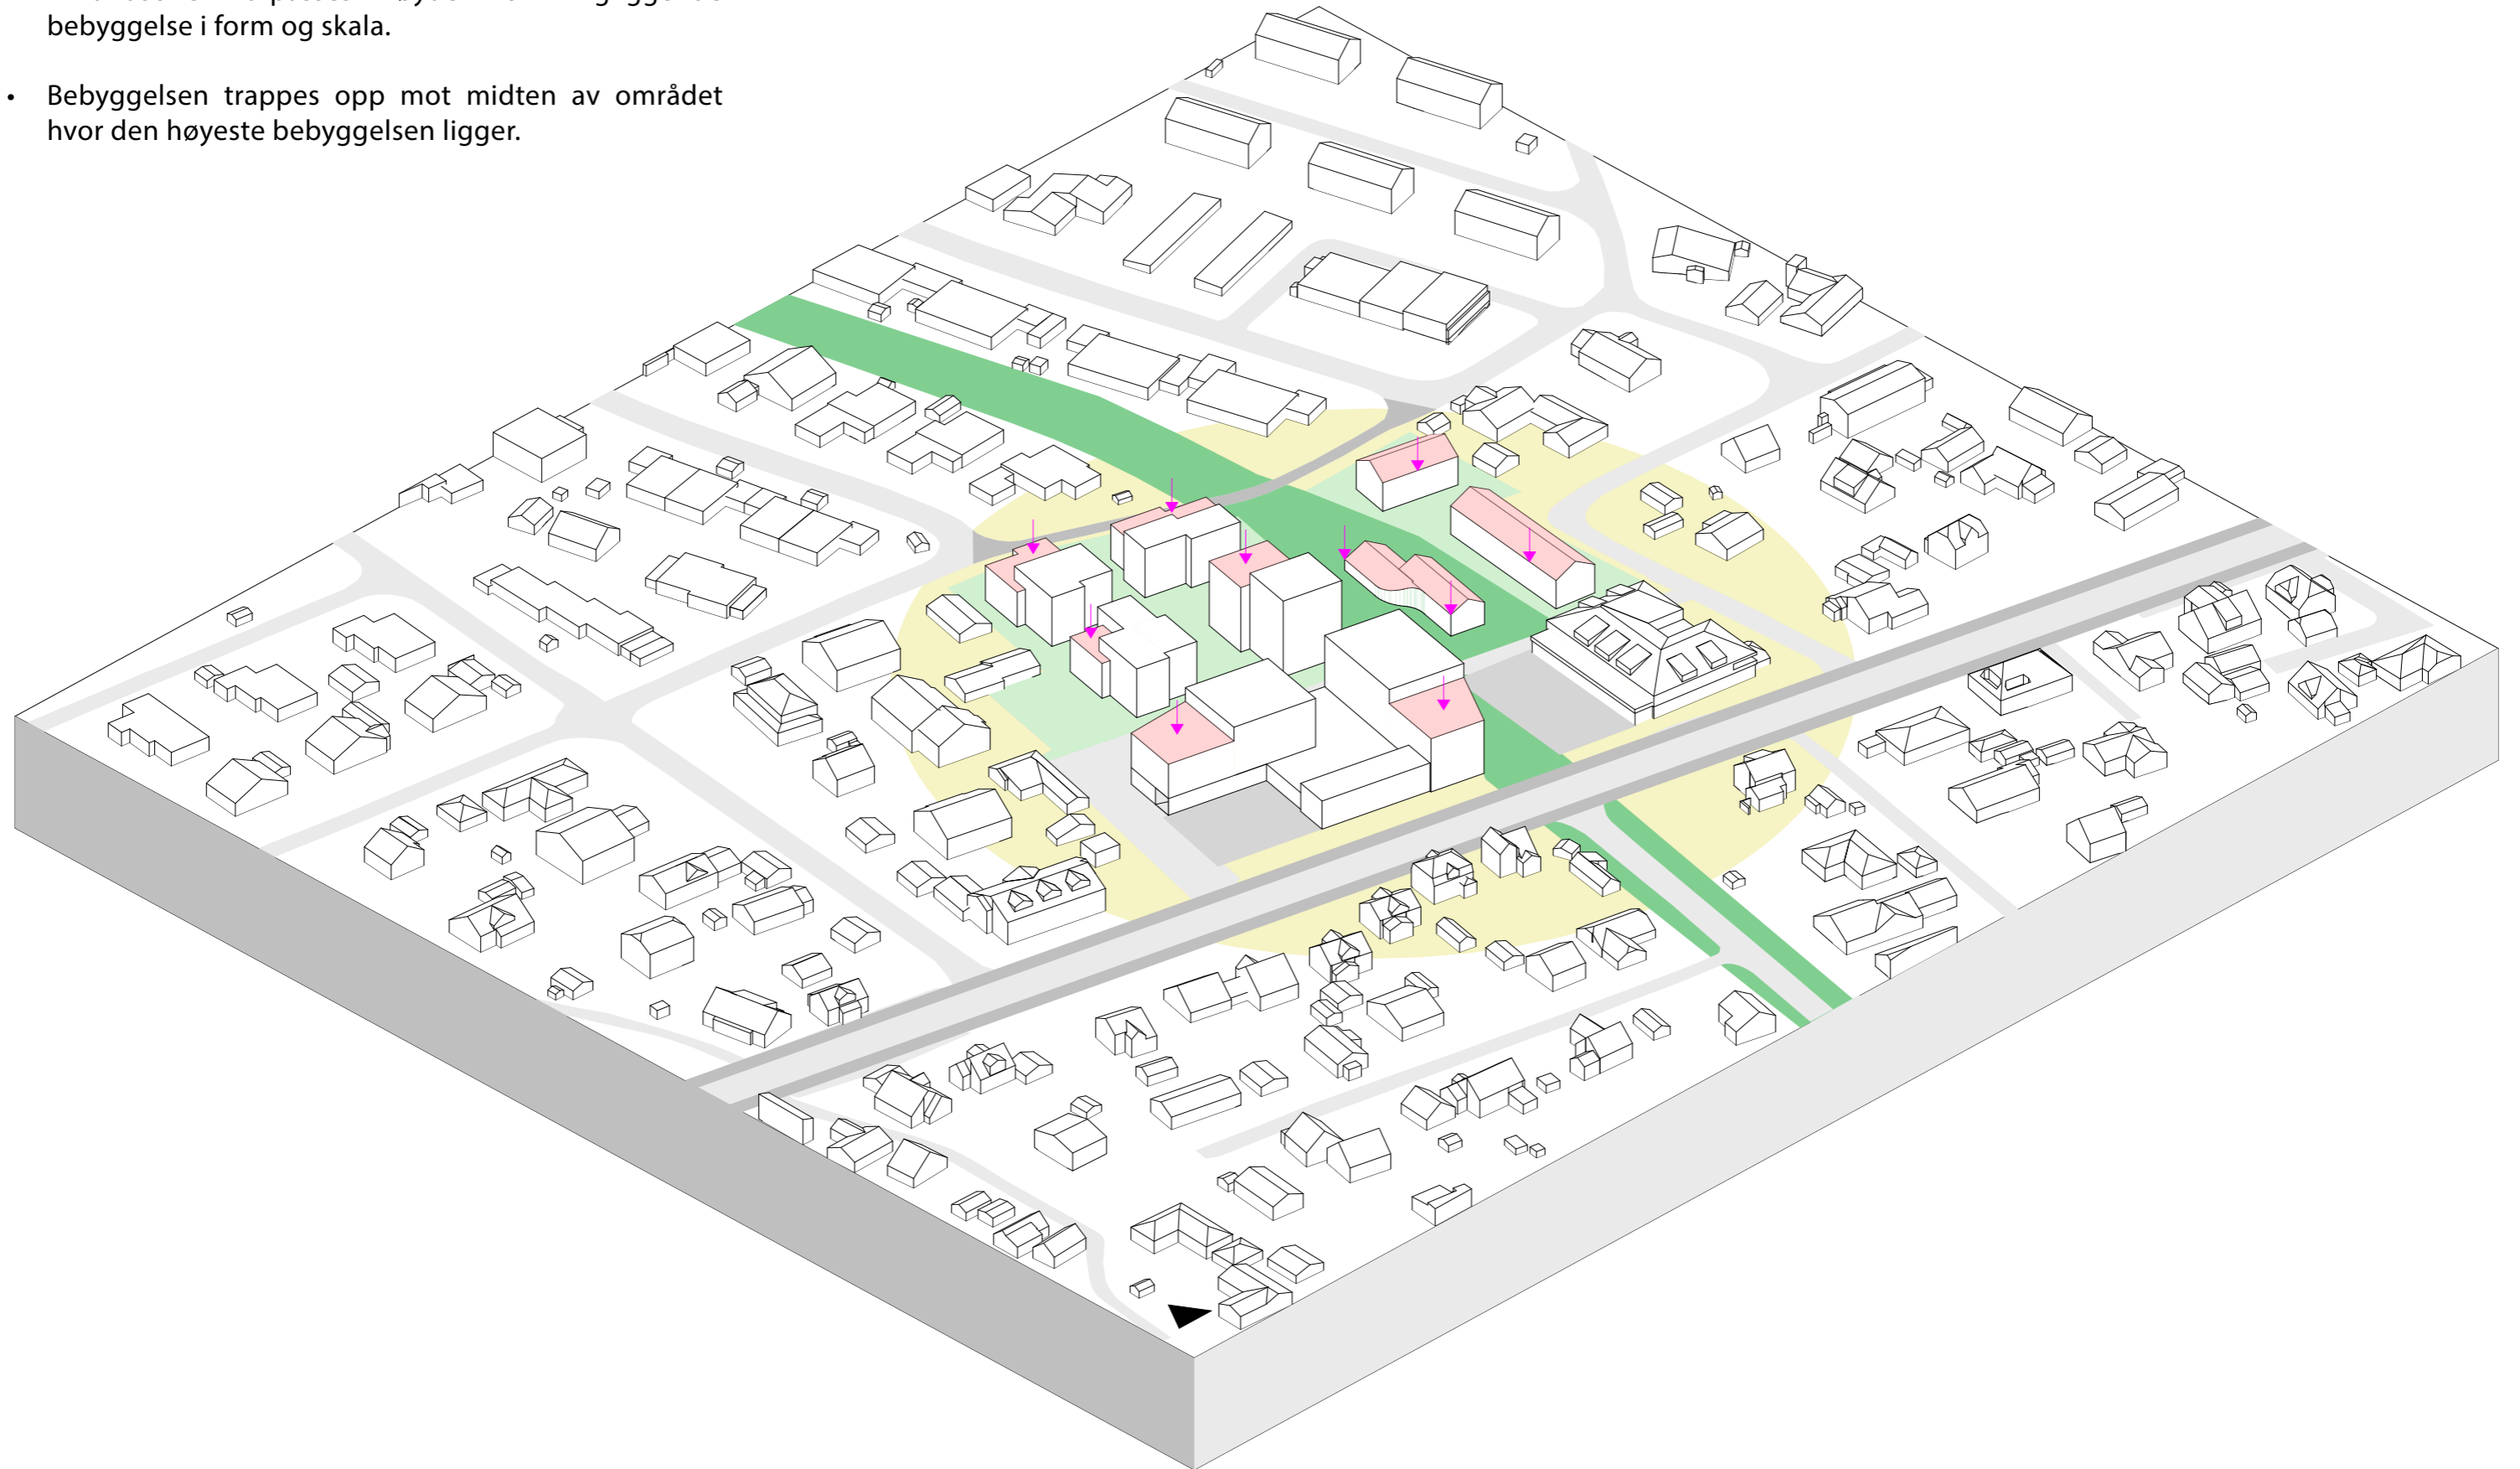 bebyggelse i form og skala.
• Bebyggelsen trappes opp mot midten av området
hvor den høyeste bebyggelsen ligger.